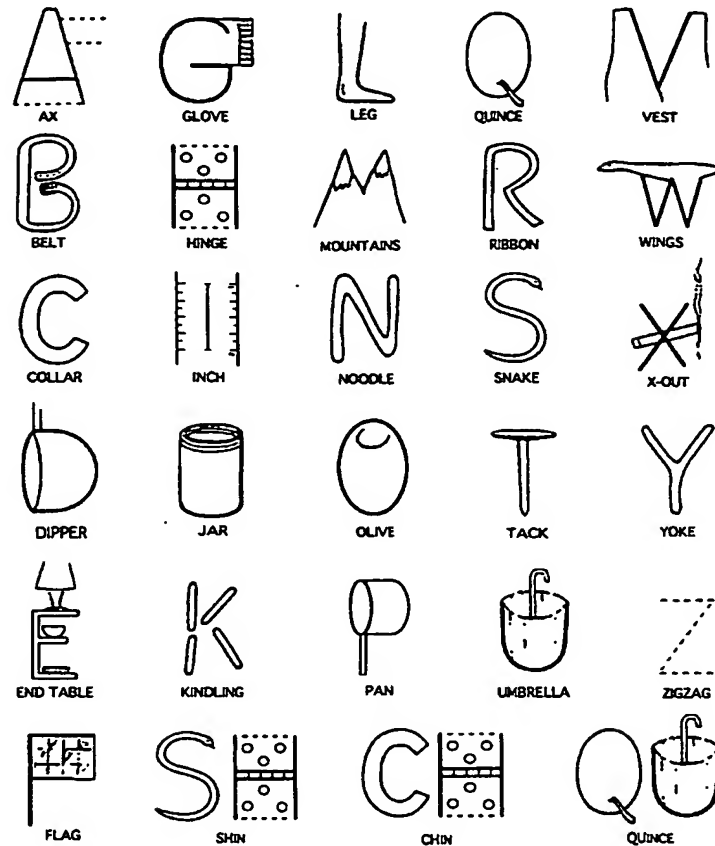 AX GLOVE LEG QUINCE VEST
BELT HINGE MOUNTAINS RIBBON WINGS
COLLAR INCH NOODLE SNAKE X-OUT
DIPPER JAR OLIVE TACK YOKE
END TABLE KINDLING PAN UMBRELLA ZIGZAG
FLAG SHIN CHIN QUINCE